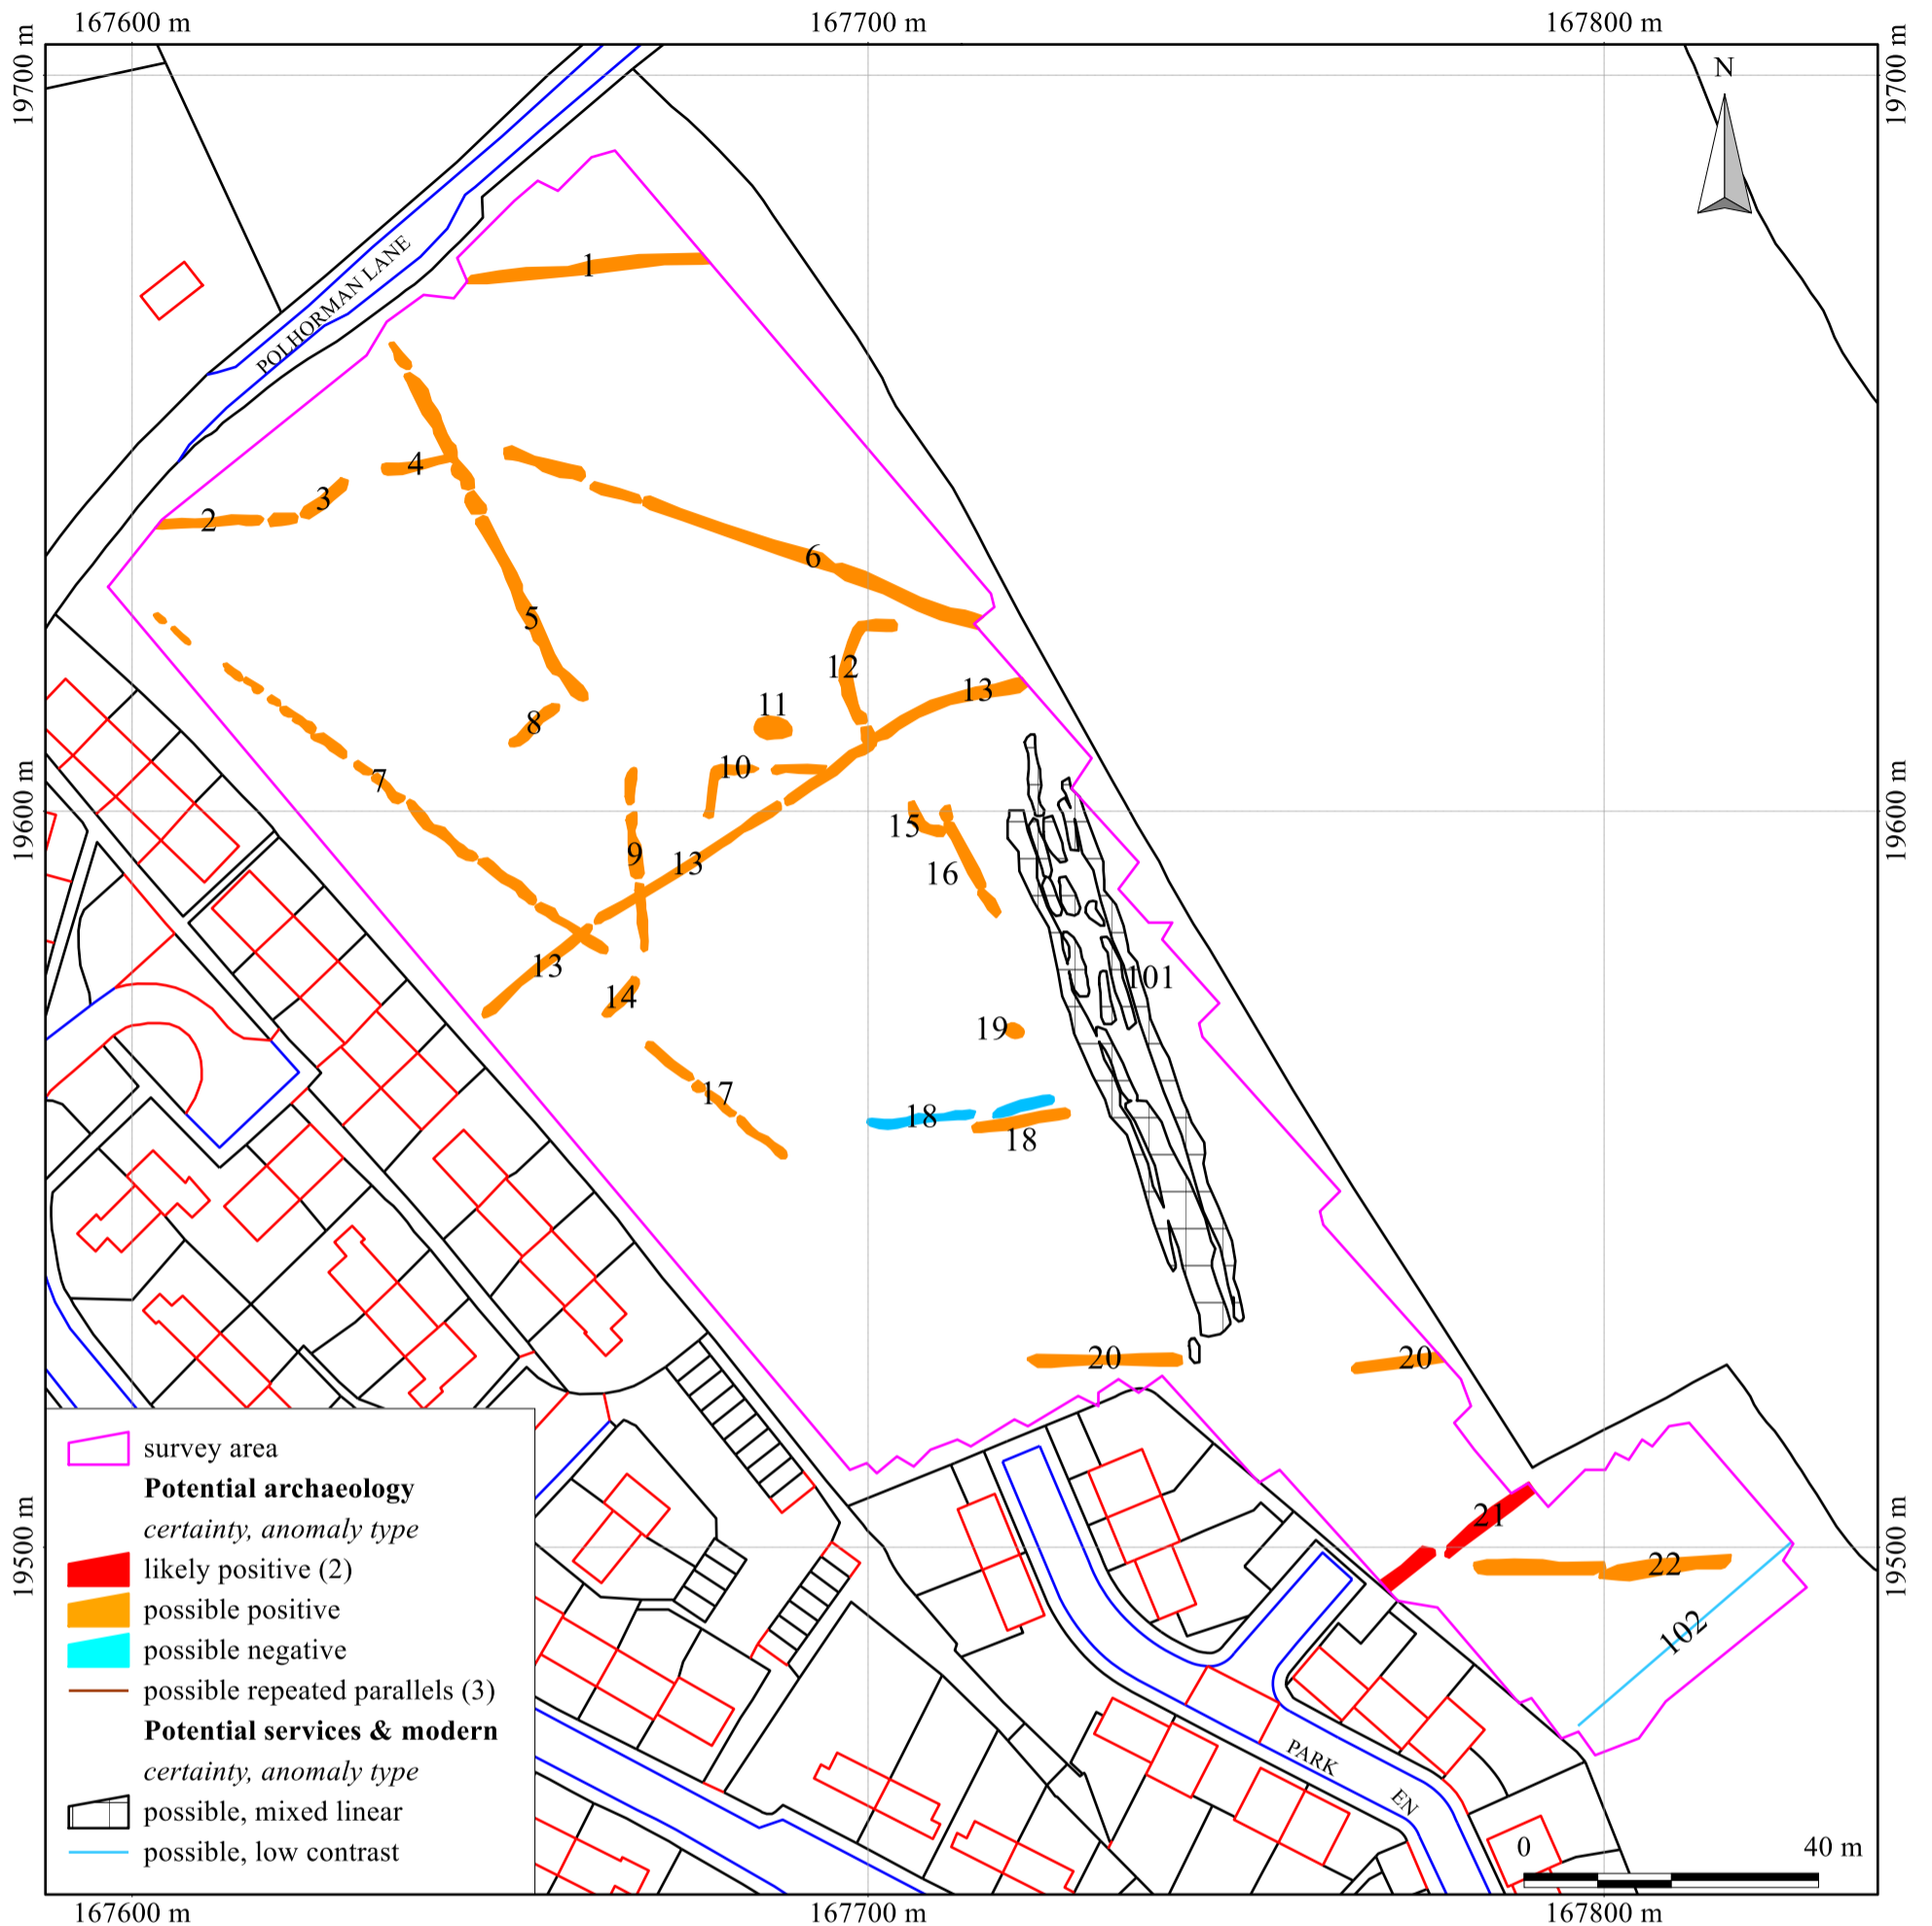 167600 m 167700 m 167800 m
19700 m
19700 m
N
POLHORMAN LANE
1
4
3
2
6
5
12
13
11
8
10
7
15
9
13
16
13
101
14
19
17
18
18
20
20
21
22
102
survey area
Potential archaeology
certainty, anomaly type
likely positive (2)
possible positive
possible negative
possible repeated parallels (3)
Potential services & modern
certainty, anomaly type
possible, mixed linear
possible, low contrast
19600 m
19600 m
19500 m
19500 m
PARK
EN
0 40 m
167600 m 167700 m 167800 m